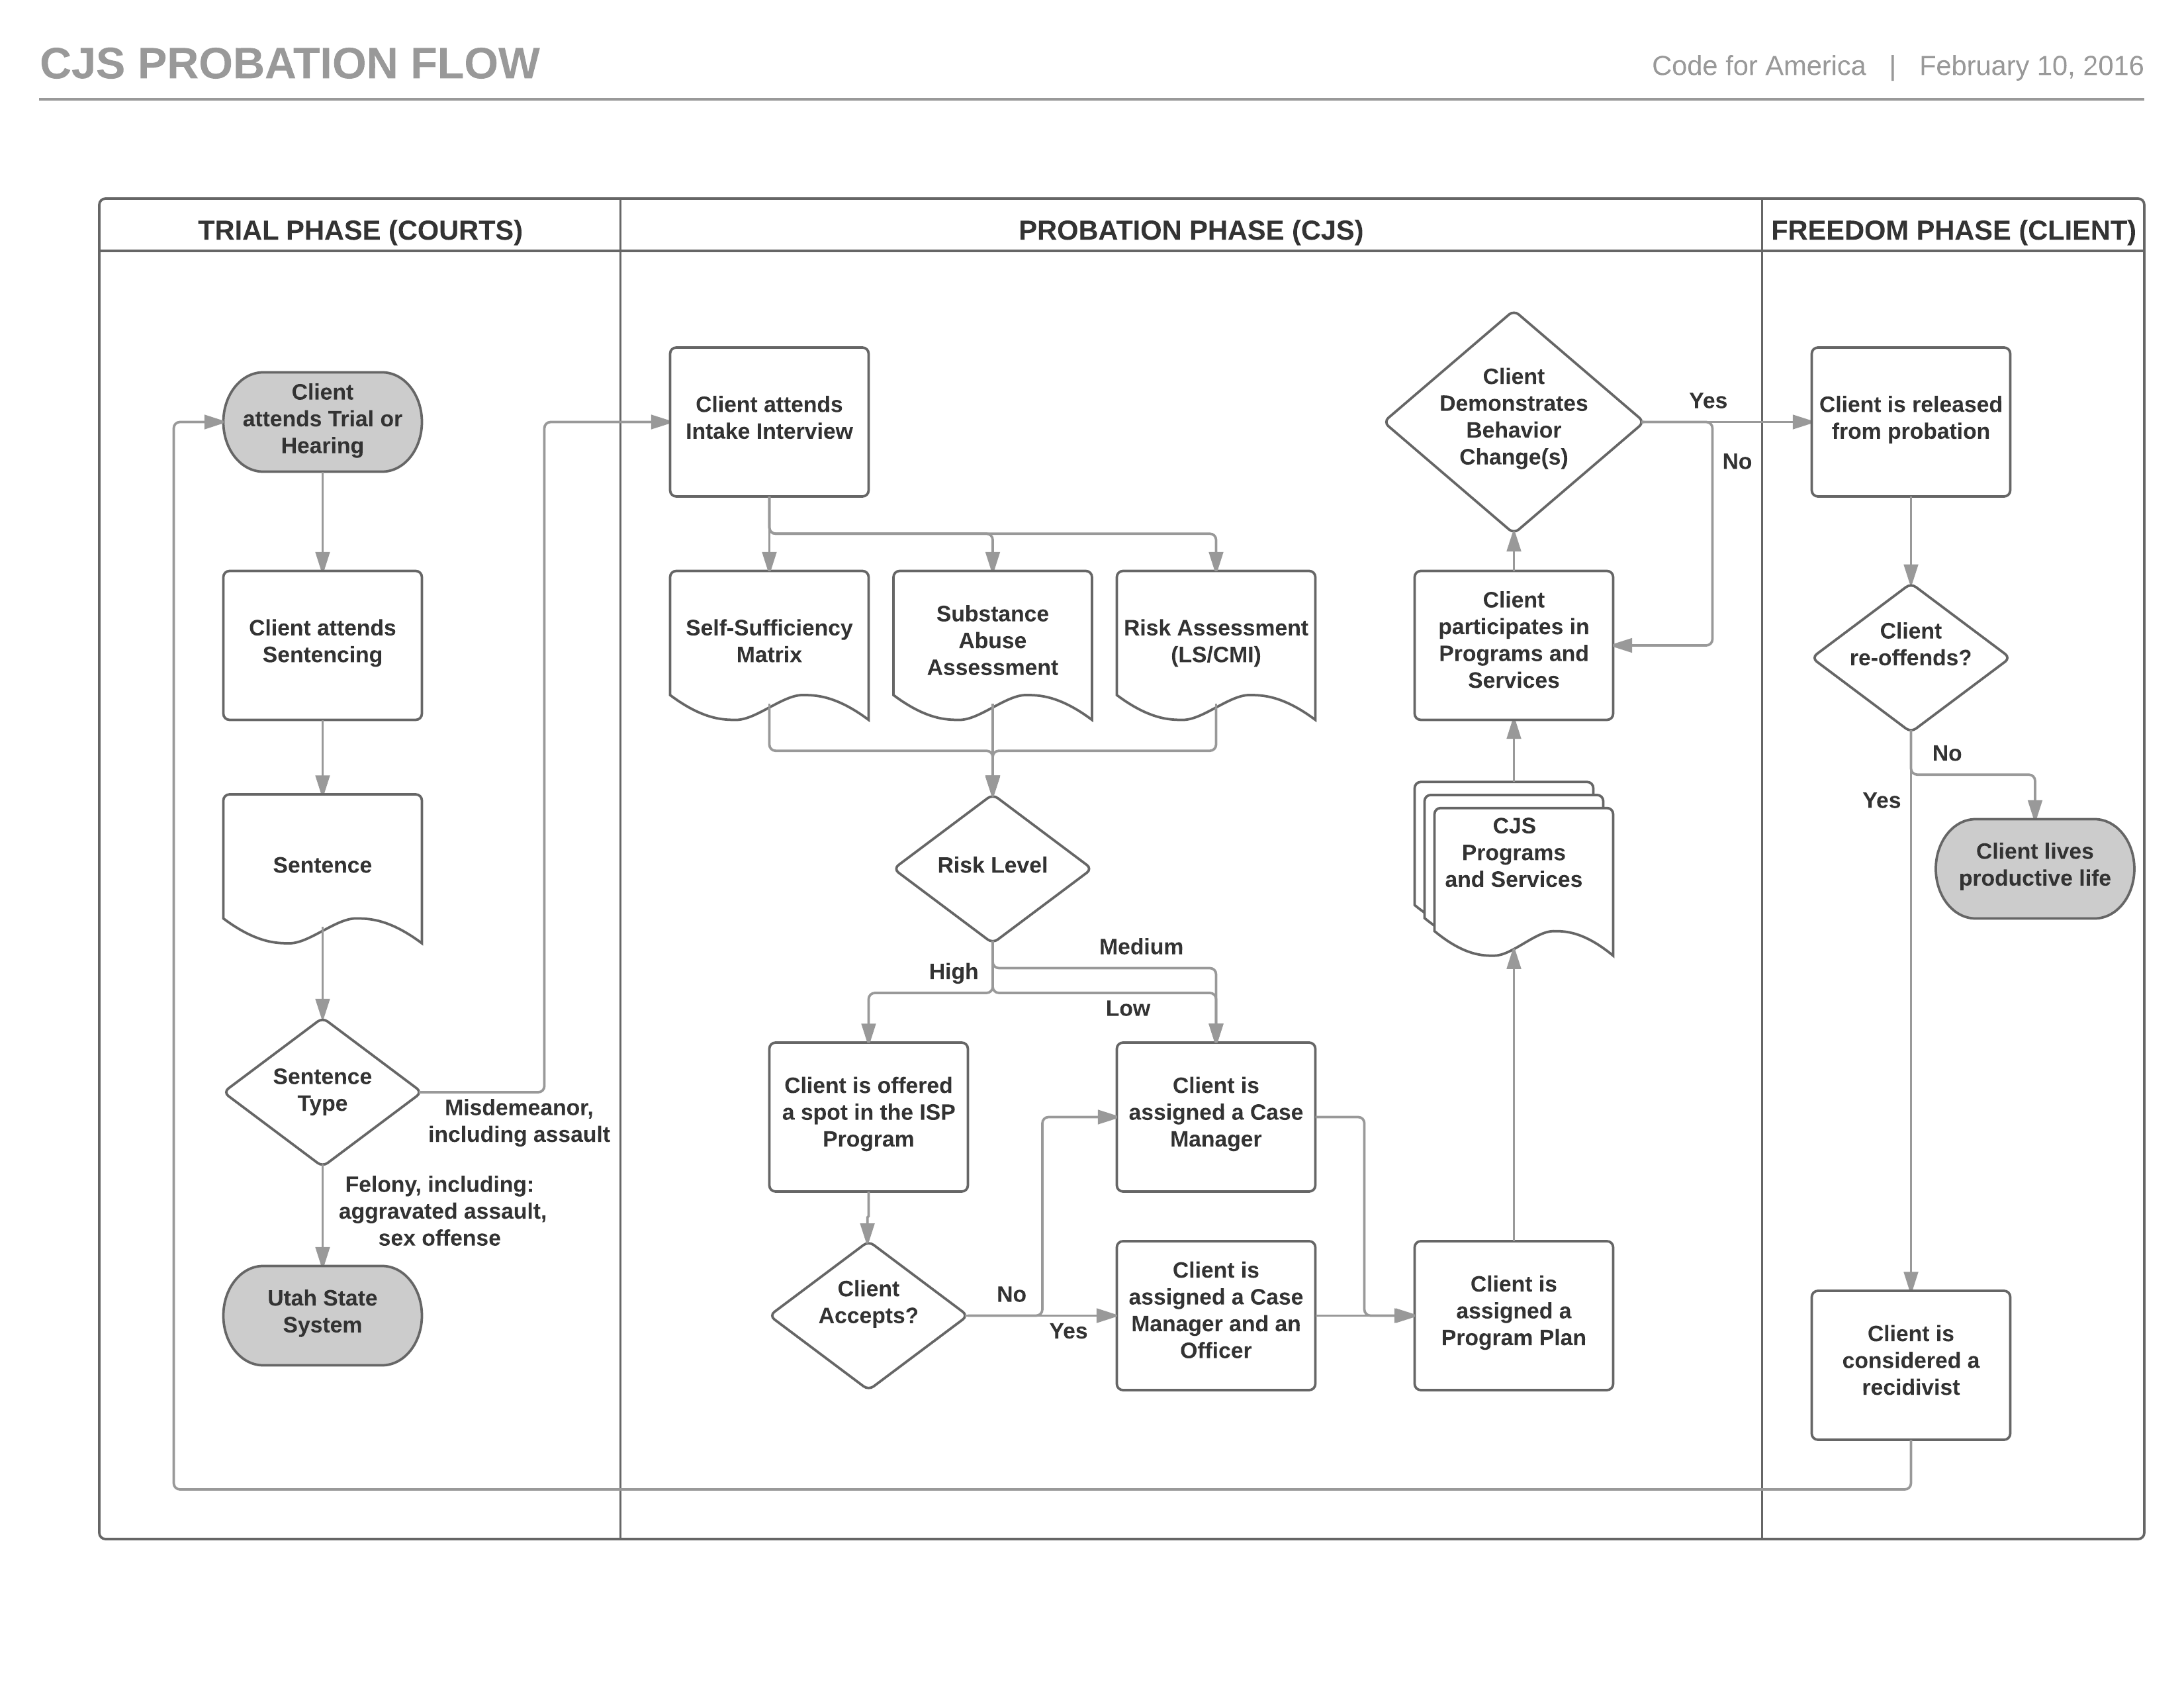 CJS PROBATION FLOW
Code for America | February 10, 2016
TRIAL PHASE (COURTS)
PROBATION PHASE (CJS)
FREEDOM PHASE (CLIENT)
Client
attends Trial or
Hearing
Client attends
Sentencing
Sentence
Sentence
Type
Misdemeanor,
including assault
Felony, including:
aggravated assault,
sex offense
Utah State
System
Client attends
Intake Interview
Self-Sufficiency
Matrix
Substance
Abuse
Assessment
Risk Assessment
(LS/CMI)
Risk Level
High
Medium
Low
Client is offered
a spot in the ISP
Program
Client
Accepts?
No
Yes
Client is
assigned a Case
Manager
Client is
assigned a Case
Manager and an
Officer
Client is
assigned a
Program Plan
CJS
Programs
and Services
Client
participates in
Programs and
Services
Client
Demonstrates
Behavior
Change(s)
Yes
No
Client is released
from probation
Client
re-offends?
No
Yes
Client lives
productive life
Client is
considered a
recidivist